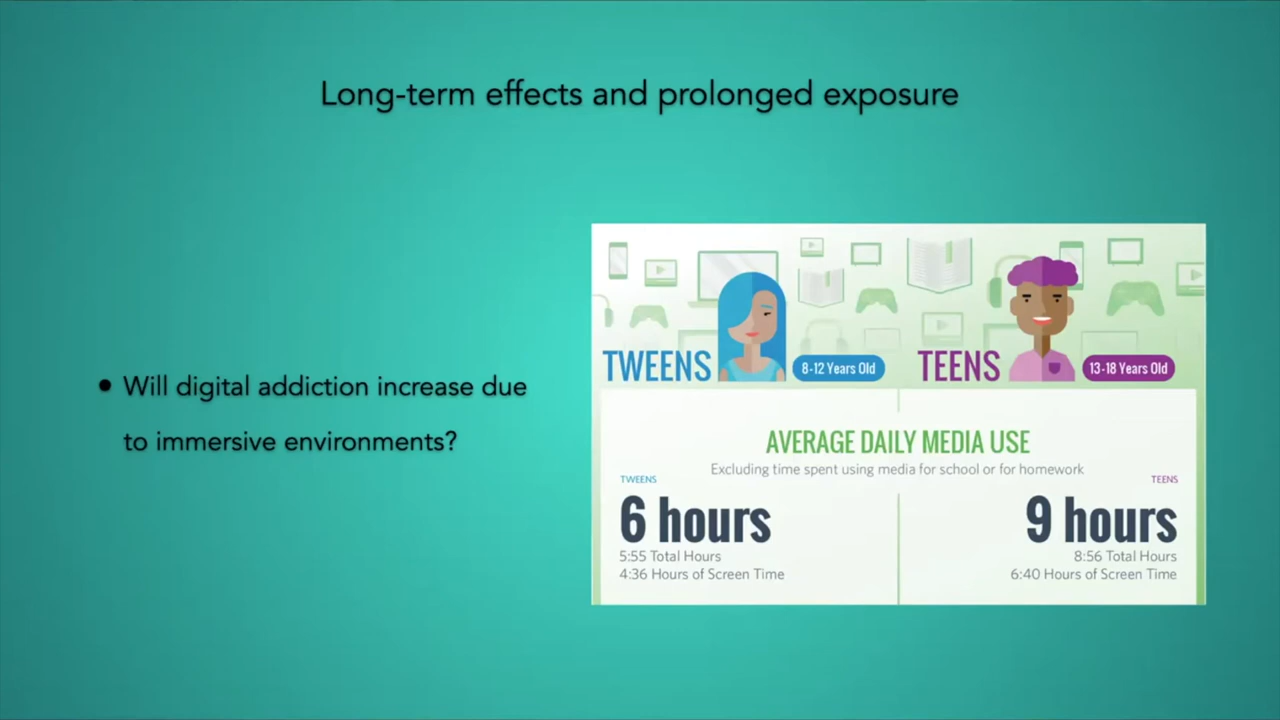 Long-term effects and prolonged exposure
• Will digital addiction increase due
to immersive environments?
TWEENS
8-12 Years Old
TEENS
13-18 Years Old
AVERAGE DAILY MEDIA USE
Excluding time spent using media for school or for homework
TWEENS
6 hours
5:55 Total Hours
4:36 Hours of Screen Time
TEENS
9 hours
8:56 Total Hours
6:40 Hours of Screen Time